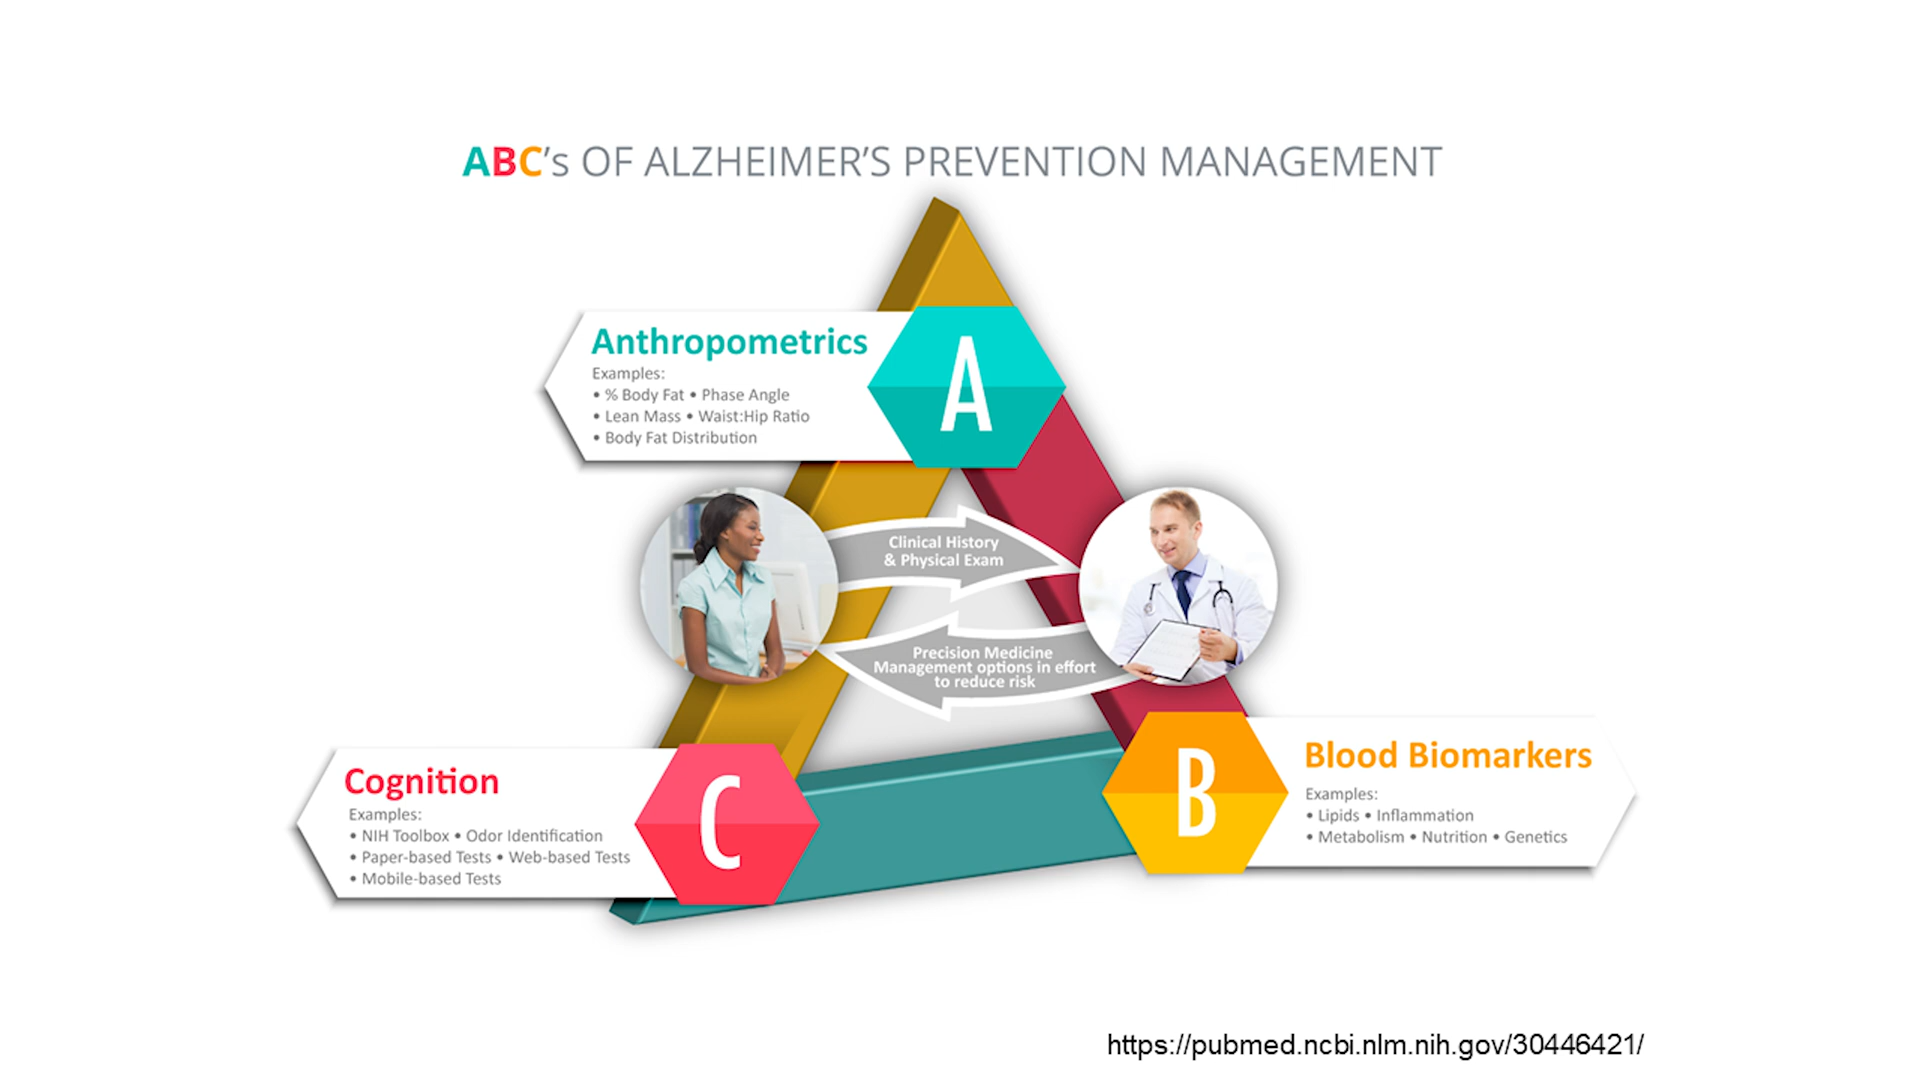 ABC's OF ALZHEIMER'S PREVENTION MANAGEMENT
Anthropometrics
Examples:
• % Body Fat • Phase Angle
• Lean Mass • Waist:Hip Ratio
• Body Fat Distribution
A
Clinical History
& Physical Exam
Precision Medicine
Management options in effort
to reduce risk
Cognition
Examples:
• NIH Toolbox • Odor Identification
• Paper-based Tests • Web-based Tests
• Mobile-based Tests
C
B
Blood Biomarkers
Examples:
• Lipids • Inflammation
• Metabolism • Nutrition • Genetics
https://pubmed.ncbi.nlm.nih.gov/30446421/